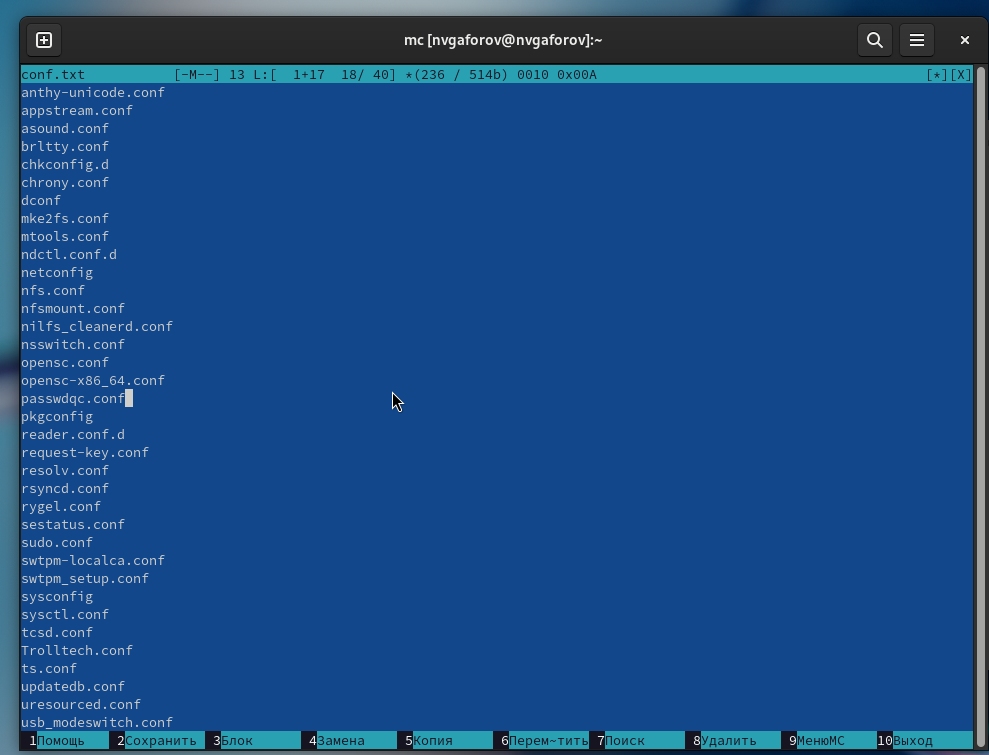 mc [nvgaforov@nvgaforov]:~
conf.txt [-M--] 13 L:[ 1+17 18/ 40] *(236 / 514b) 0010 0x00A [*][X]
anthy-unicode.conf
appstream.conf
asound.conf
brltty.conf
chkconfig.d
chrony.conf
dconf
mke2fs.conf
mtools.conf
ndctl.conf.d
netconfig
nfs.conf
nfsmount.conf
nilfs_cleanerd.conf
nsswitch.conf
opensc.conf
opensc-x86_64.conf
passwdqc.conf
pkgconfig
reader.conf.d
request-key.conf
resolv.conf
rsyncd.conf
rygel.conf
sestatus.conf
sudo.conf
swtpm-localca.conf
swtpm_setup.conf
sysconfig
sysctl.conf
tcsd.conf
Trolltech.conf
ts.conf
updatedb.conf
uresourced.conf
usb_modeswitch.conf
1Помощь 2Сохранить 3Блок 4Замена 5Копия 6Перем~тить 7Поиск 8Удалить 9МенюMC 10Выход